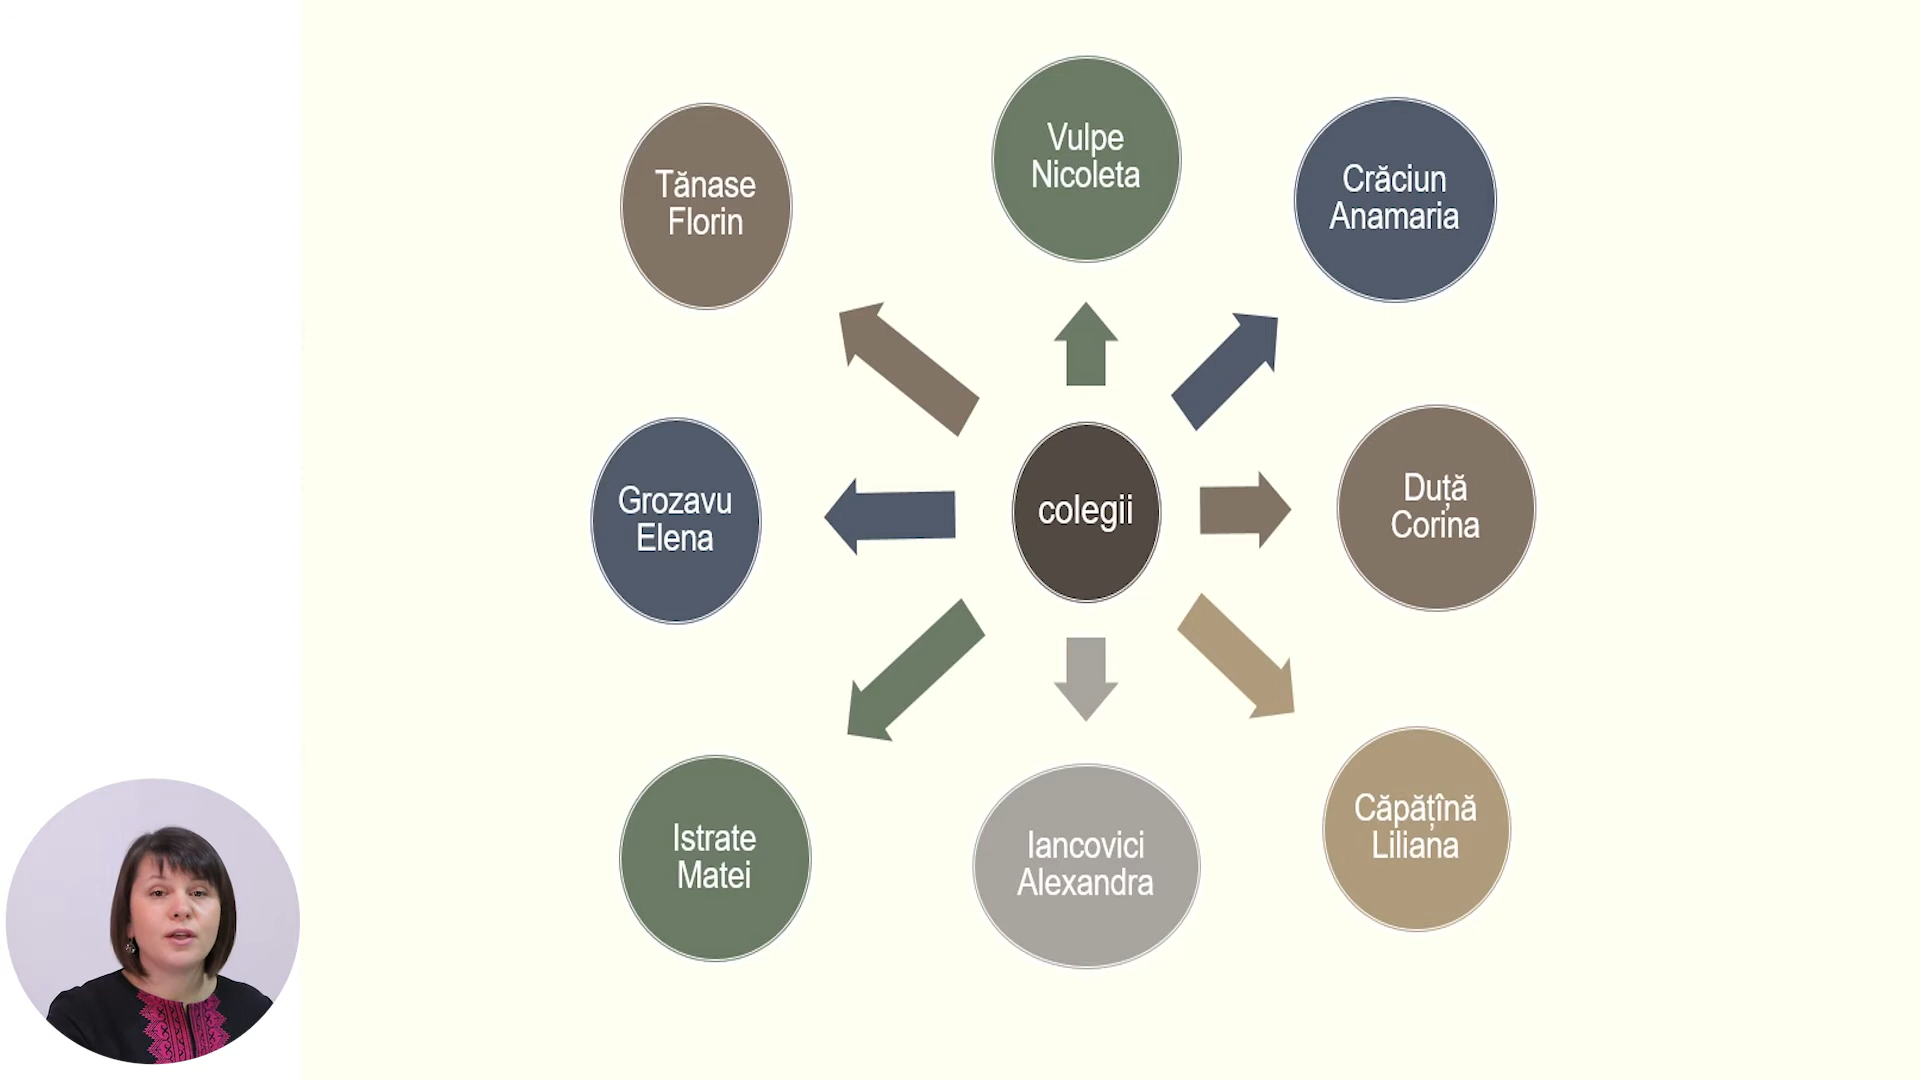 Vulpe
Nicoleta
Crăciun
Anamaria
Tănase
Florin
Duță
Corina
Grozavu
Elena
colegii
Căpățînă
Liliana
Istrate
Matei
Iancovici
Alexandra